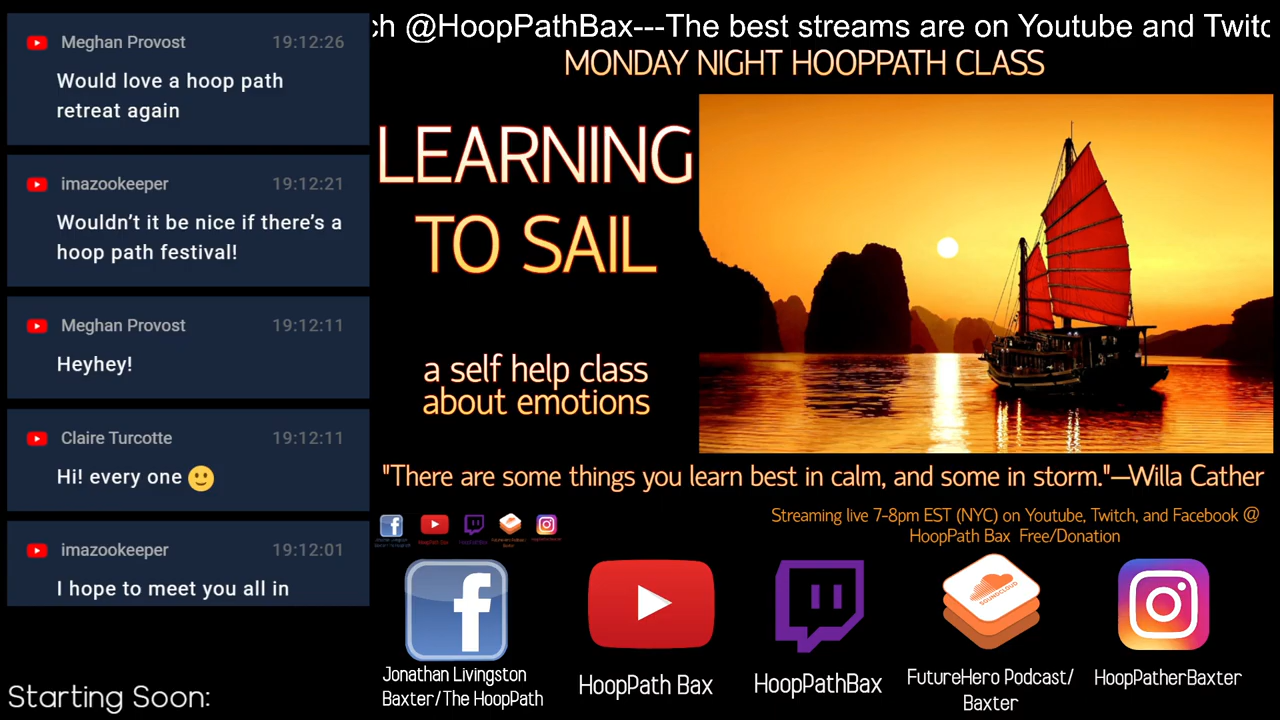 ch @HoopPathBax---The best streams are on Youtube and Twitc
MONDAY NIGHT HOOPPATH CLASS
Meghan Provost 19:12:26
Would love a hoop path
retreat again
imazookeeper 19:12:21
Wouldn't it be nice if there's a
hoop path festival!
Meghan Provost 19:12:11
Heyhey!
Claire Turcotte 19:12:11
Hi! every one 🙂
imazookeeper 19:12:01
I hope to meet you all in
Starting Soon:
LEARNING
TO SAIL
a self help class
about emotions
"There are some things you learn best in calm, and some in storm."—Willa Cather
Streaming live 7-8pm EST (NYC) on Youtube, Twitch, and Facebook @
HoopPath Bax Free/Donation
Jonathan Livingston
Baxter/The HoopPath
HoopPath Bax
HoopPathBax
SOUNDCLOUD
FutureHero Podcast/
Baxter
HoopPatherBaxter